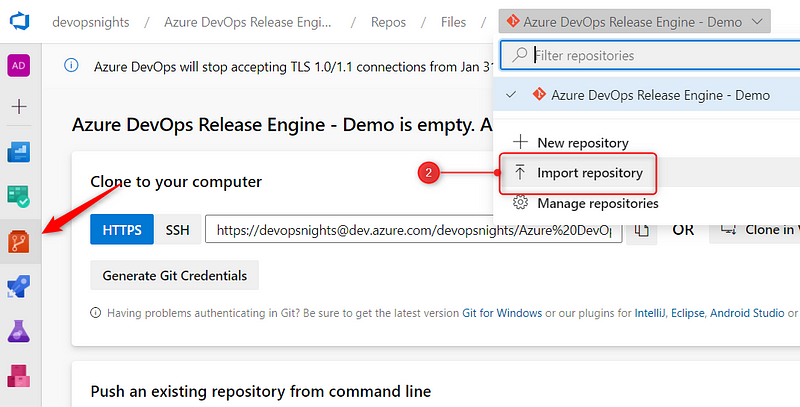 devopsnights / Azure DevOps Release Engi... / Repos / Files / Azure DevOps Release Engine - Demo
AD
Azure DevOps will stop accepting TLS 1.0/1.1 connections from Jan 31
Filter repositories
Azure DevOps Release Engine - Demo
Azure DevOps Release Engine - Demo is empty. A
New repository
2
Import repository
Manage repositories
Clone to your computer
HTTPS
SSH
https://devopsnights@dev.azure.com/devopsnights/Azure%20DevO
OR
Clone in V
Generate Git Credentials
Having problems authenticating in Git? Be sure to get the latest version Git for Windows or our plugins for IntelliJ, Eclipse, Android Studio or
Push an existing repository from command line